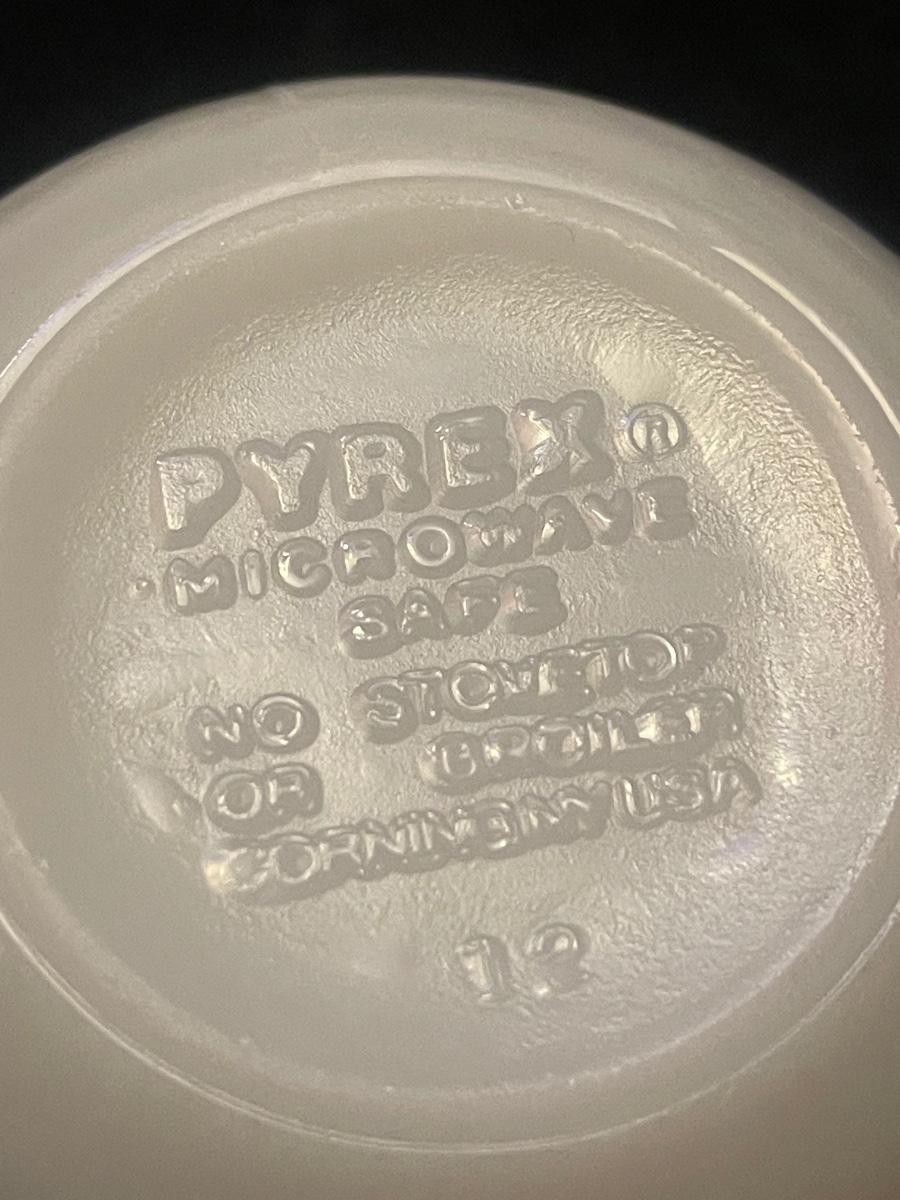 PYREX®
MICROWAVE
SAFE
NO STOVETOP
OR BROILER
CORNING NY USA
12